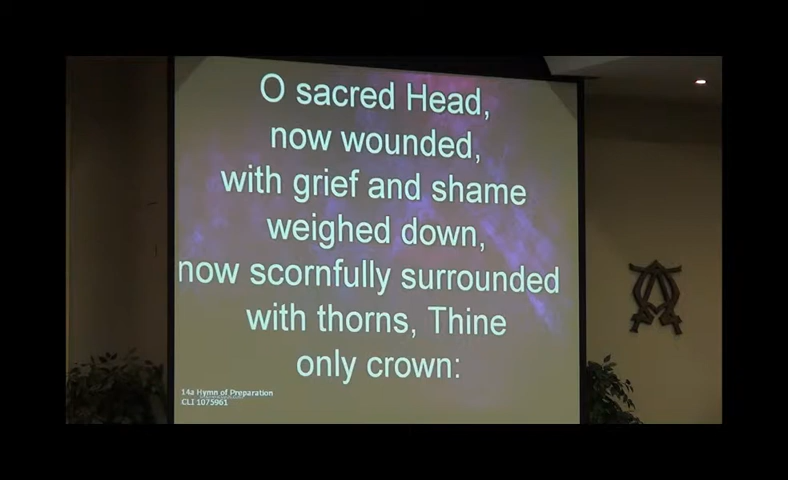 O sacred Head,
now wounded,
with grief and shame
weighed down,
now scornfully surrounded
with thorns, Thine
only crown:
14a Hymn of Preparation
CLI 1075961